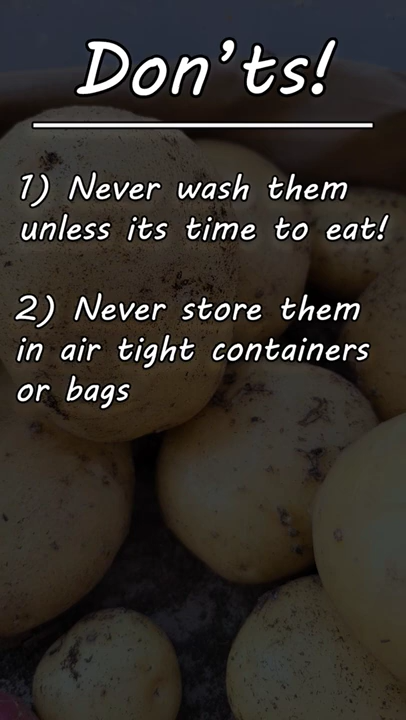 Don'ts!
1) Never wash them
unless its time to eat!
2) Never store them
in air tight containers
or bags